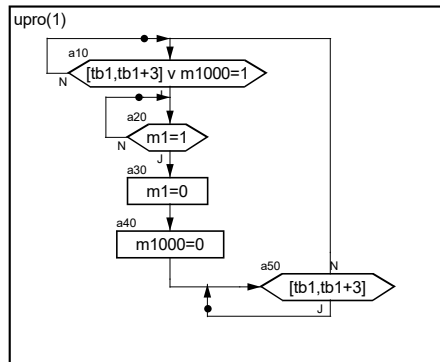 upro(1)
a10
[tb1,tb1+3] v m1000=1
N
J
a20
m1=1
N
J
a30
m1=0
a40
m1000=0
a50
N
[tb1,tb1+3]
J